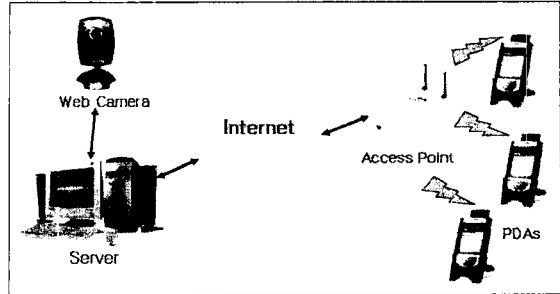 Web Camera
Internet
Access Point
PDAs
Server